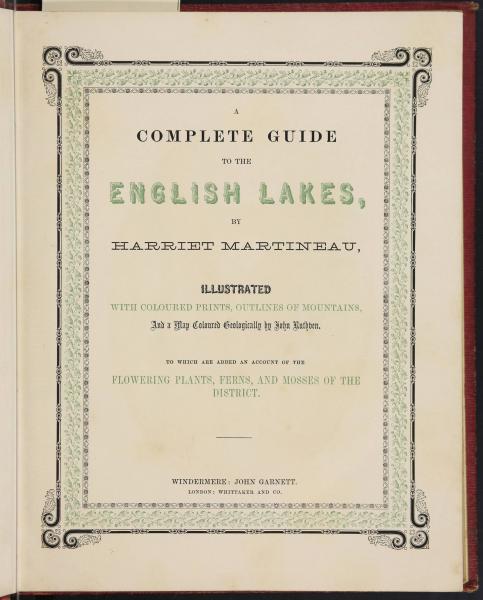 A
COMPLETE GUIDE
TO THE
ENGLISH LAKES,
BY
HARRIET MARTINEAU,
ILLUSTRATED
WITH COLOURED PRINTS, OUTLINES OF MOUNTAINS,
And a Map Coloured Geologically by John Ruthven.
TO WHICH ARE ADDED AN ACCOUNT OF THE
FLOWERING PLANTS, FERNS, AND MOSSES OF THE
DISTRICT.
WINDERMERE: JOHN GARNETT.
LONDON: WHITTAKER AND CO.